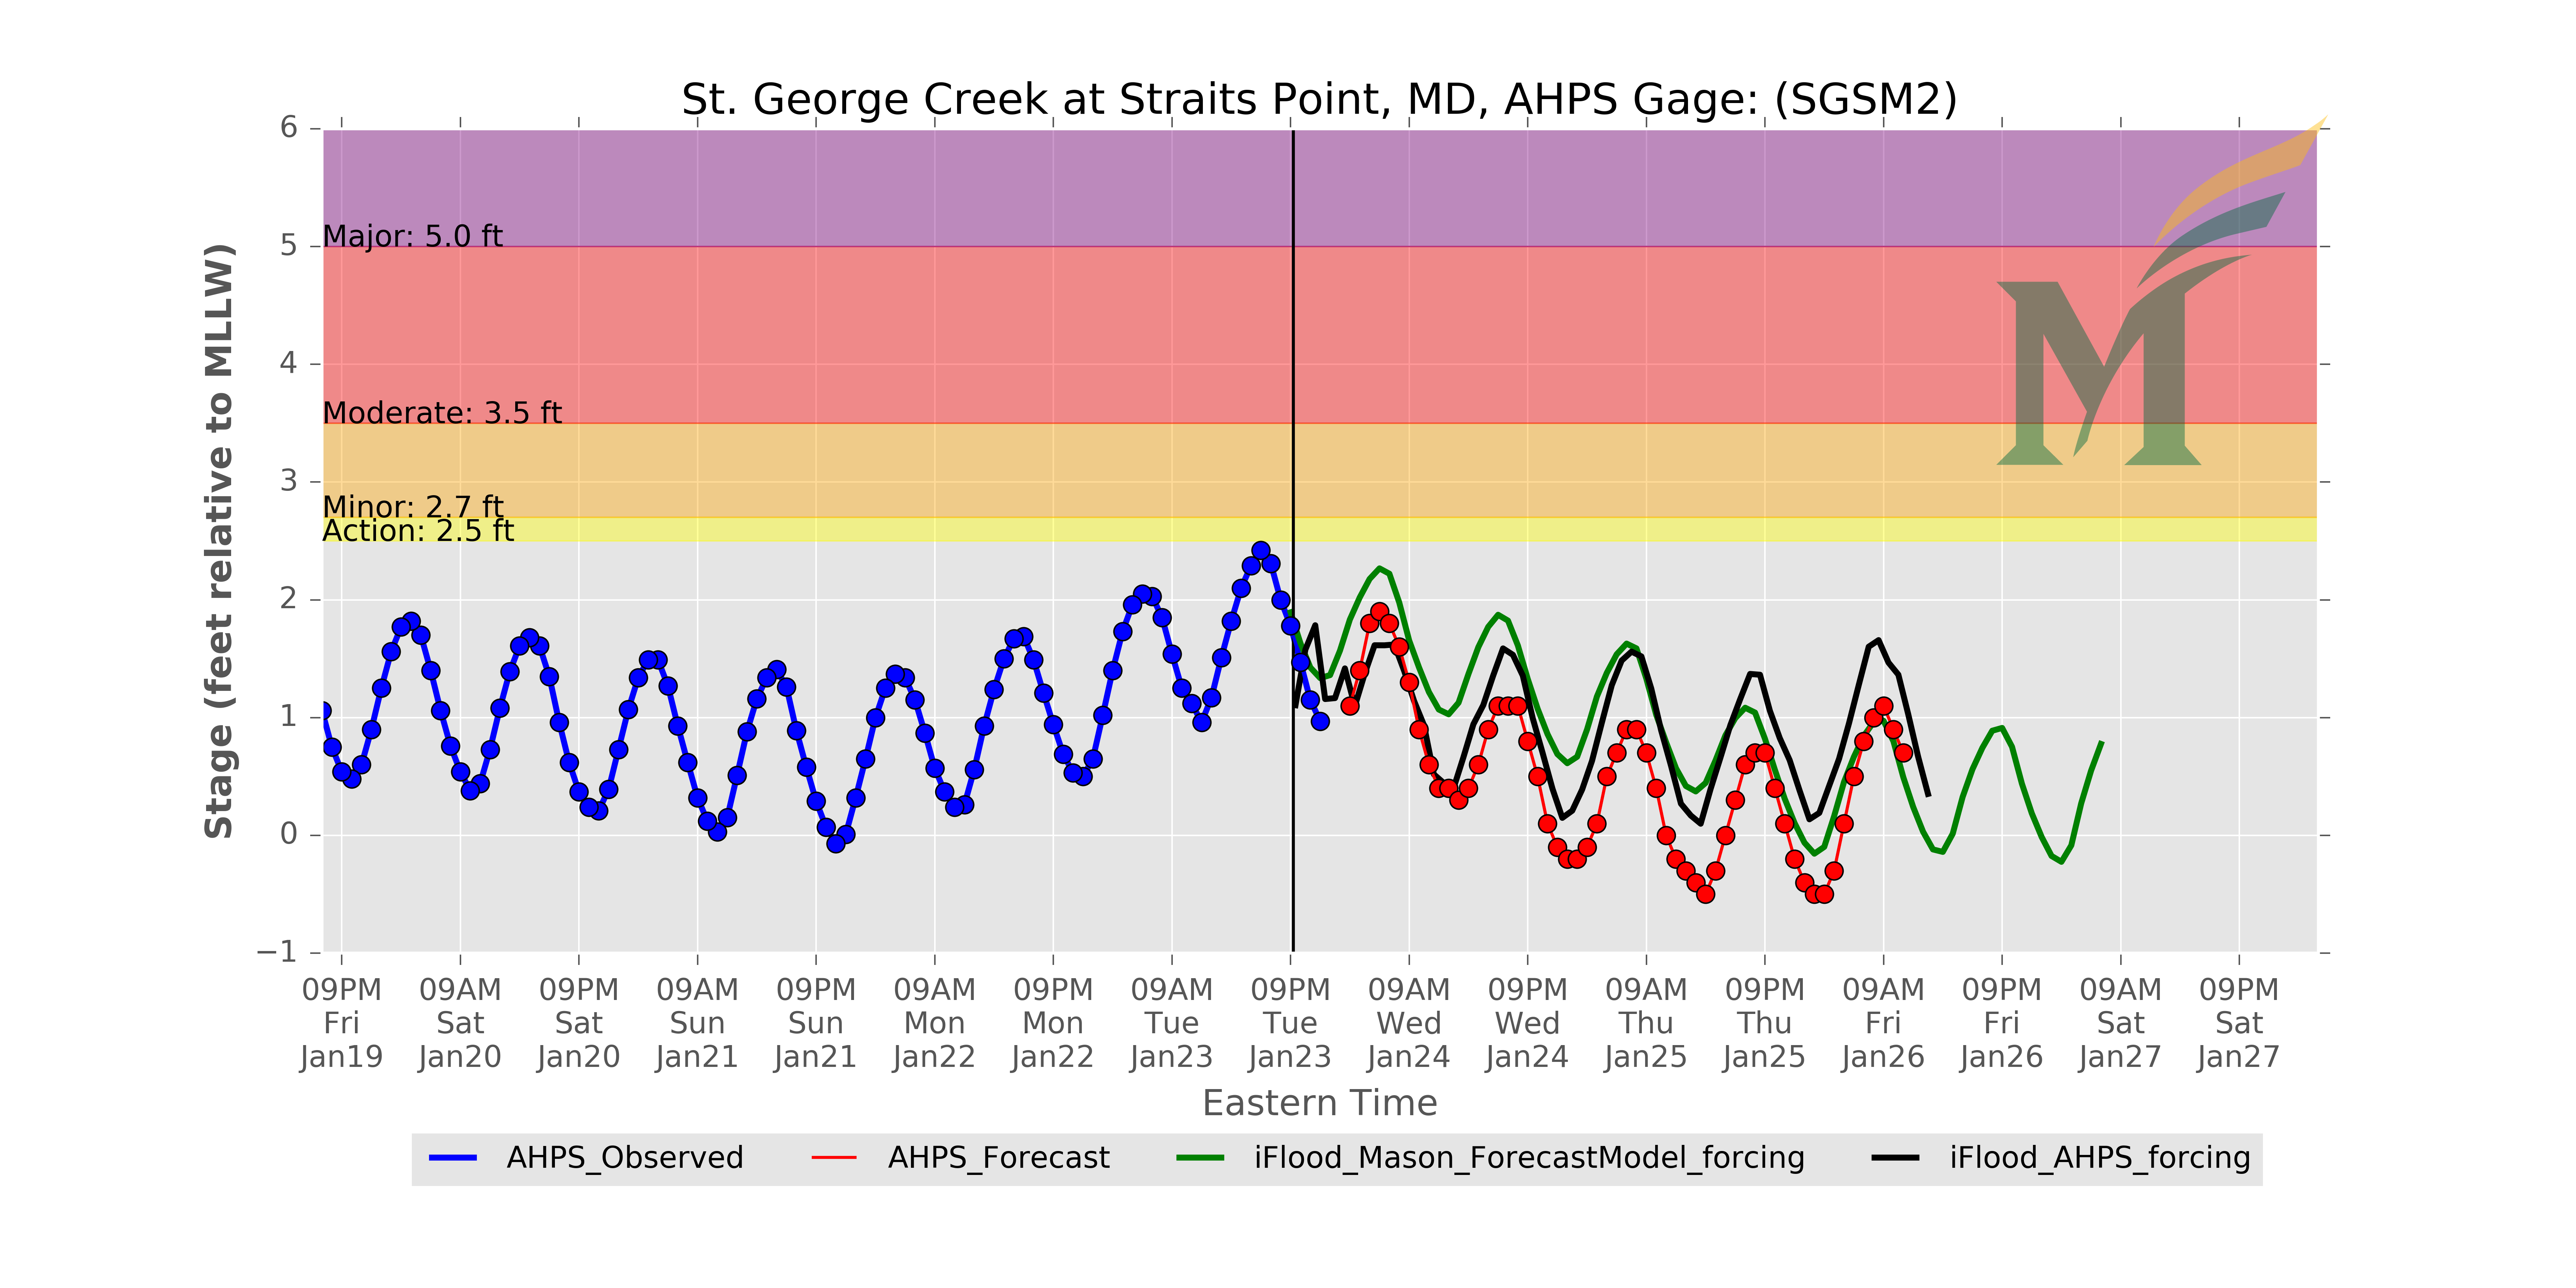 St. George Creek at Straits Point, MD, AHPS Gage: (SGSM2)
6
Major: 5.0 ft
5
4
Moderate: 3.5 ft
3
Minor: 2.7 ft
Action: 2.5 ft
2
1
0
−1
Stage (feet relative to MLLW)
09PM 09AM 09PM 09AM 09PM 09AM 09PM 09AM 09PM 09AM 09PM 09AM 09PM 09AM 09PM 09AM 09PM
Fri Sat Sat Sun Sun Mon Mon Tue Tue Wed Wed Thu Thu Fri Fri Sat Sat
Jan19 Jan20 Jan20 Jan21 Jan21 Jan22 Jan22 Jan23 Jan23 Jan24 Jan24 Jan25 Jan25 Jan26 Jan26 Jan27 Jan27
Eastern Time
AHPS_Observed AHPS_Forecast iFlood_Mason_ForecastModel_forcing iFlood_AHPS_forcing